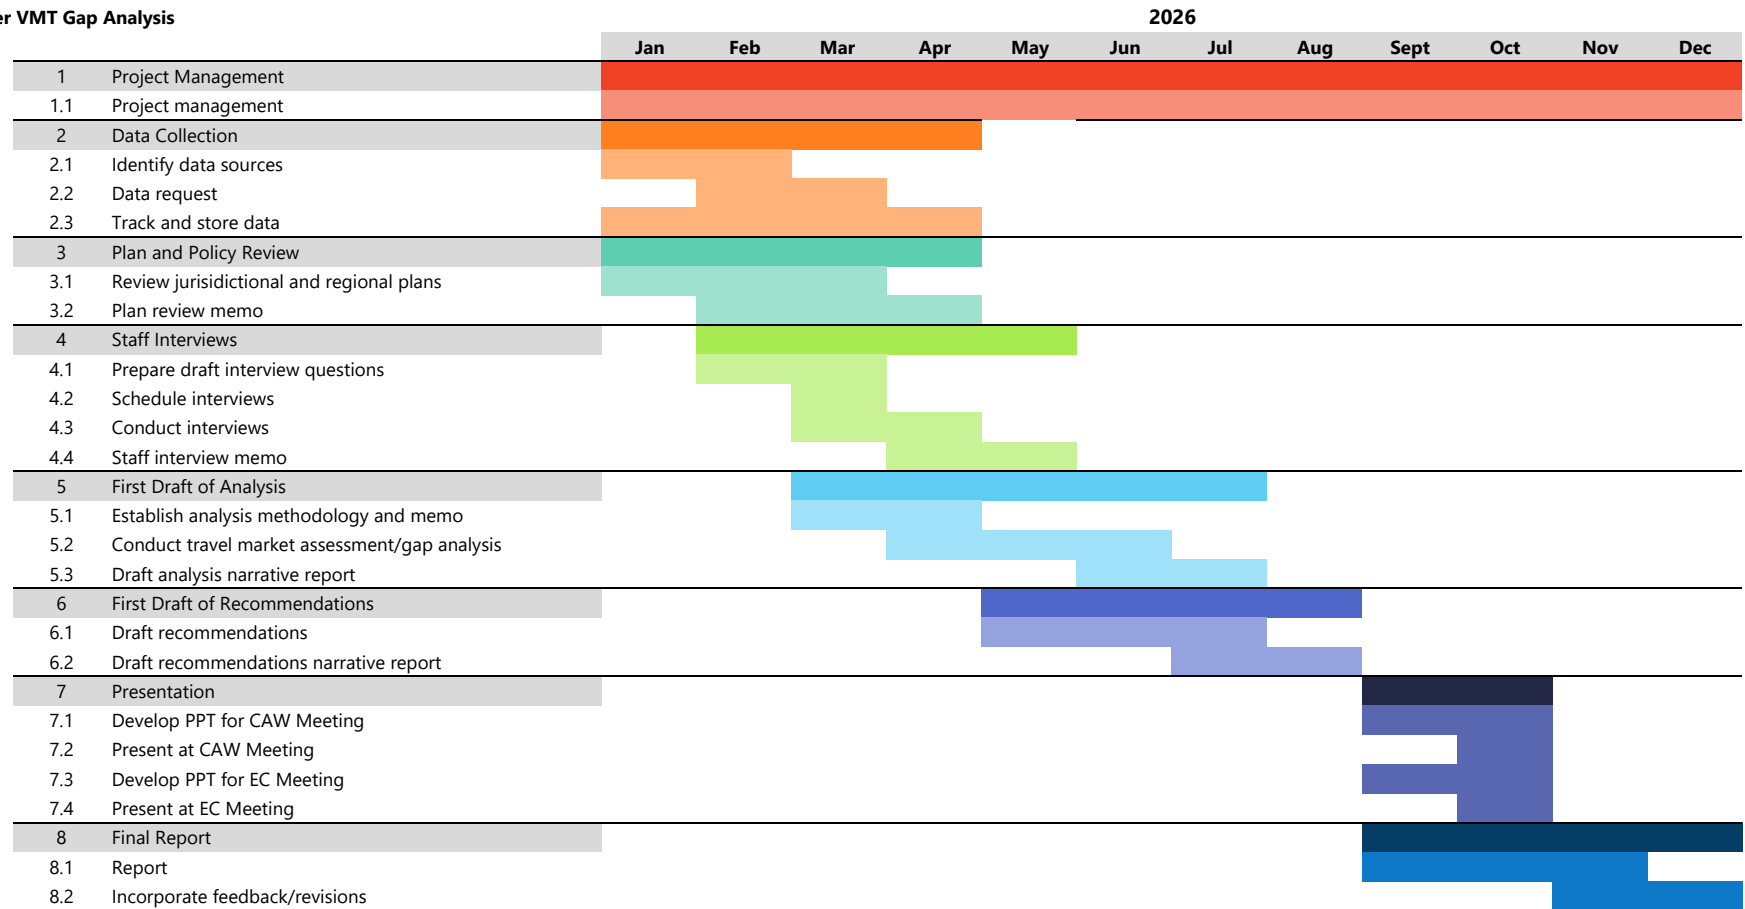 er VMT Gap Analysis 2026
Jan Feb Mar Apr May Jun Jul Aug Sept Oct Nov Dec
1 Project Management
1.1 Project management
2 Data Collection
2.1 Identify data sources
2.2 Data request
2.3 Track and store data
3 Plan and Policy Review
3.1 Review jurisidictional and regional plans
3.2 Plan review memo
4 Staff Interviews
4.1 Prepare draft interview questions
4.2 Schedule interviews
4.3 Conduct interviews
4.4 Staff interview memo
5 First Draft of Analysis
5.1 Establish analysis methodology and memo
5.2 Conduct travel market assessment/gap analysis
5.3 Draft analysis narrative report
6 First Draft of Recommendations
6.1 Draft recommendations
6.2 Draft recommendations narrative report
7 Presentation
7.1 Develop PPT for CAW Meeting
7.2 Present at CAW Meeting
7.3 Develop PPT for EC Meeting
7.4 Present at EC Meeting
8 Final Report
8.1 Report
8.2 Incorporate feedback/revisions